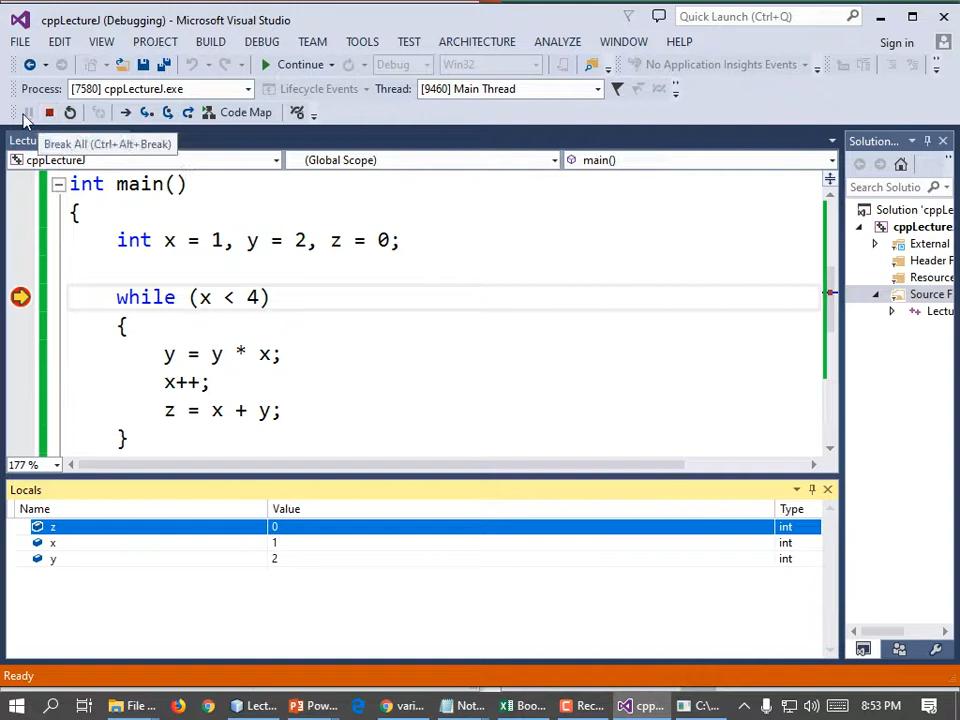 cppLectureJ (Debugging) - Microsoft Visual Studio
Quick Launch (Ctrl+Q)
FILE EDIT VIEW PROJECT BUILD DEBUG TEAM TOOLS TEST ARCHITECTURE ANALYZE WINDOW HELP Sign in
Continue Debug Win32 No Application Insights Events
Process: [7580] cppLectureJ.exe Lifecycle Events Thread: [9460] Main Thread
Code Map
Lectu
Break All (Ctrl+Alt+Break)
Solution...
cppLectureJ (Global Scope) main()
int main()
{
int x = 1, y = 2, z = 0;
while (x < 4)
{
y = y * x;
x++;
z = x + y;
}
177 %
Search Solutio
Solution 'cppLe
cppLecture.
External
Header F
Resource
Source F
Lectu
Locals
Name Value Type
z 0 int
x 1 int
y 2 int
Ready
File ... Lect... Pow... vari... Not... Boo... Rec... cpp... C:\... 8:53 PM